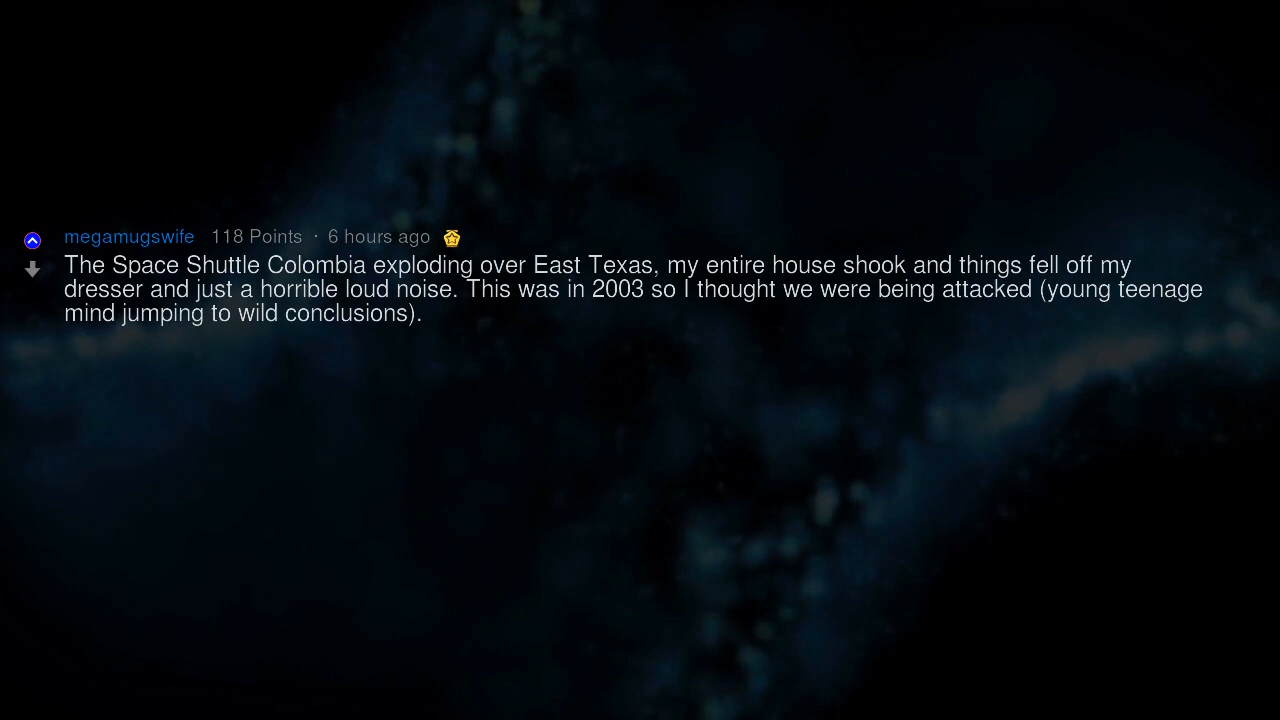 megamugswife 118 Points · 6 hours ago
The Space Shuttle Colombia exploding over East Texas, my entire house shook and things fell off my
dresser and just a horrible loud noise. This was in 2003 so I thought we were being attacked (young teenage
mind jumping to wild conclusions).